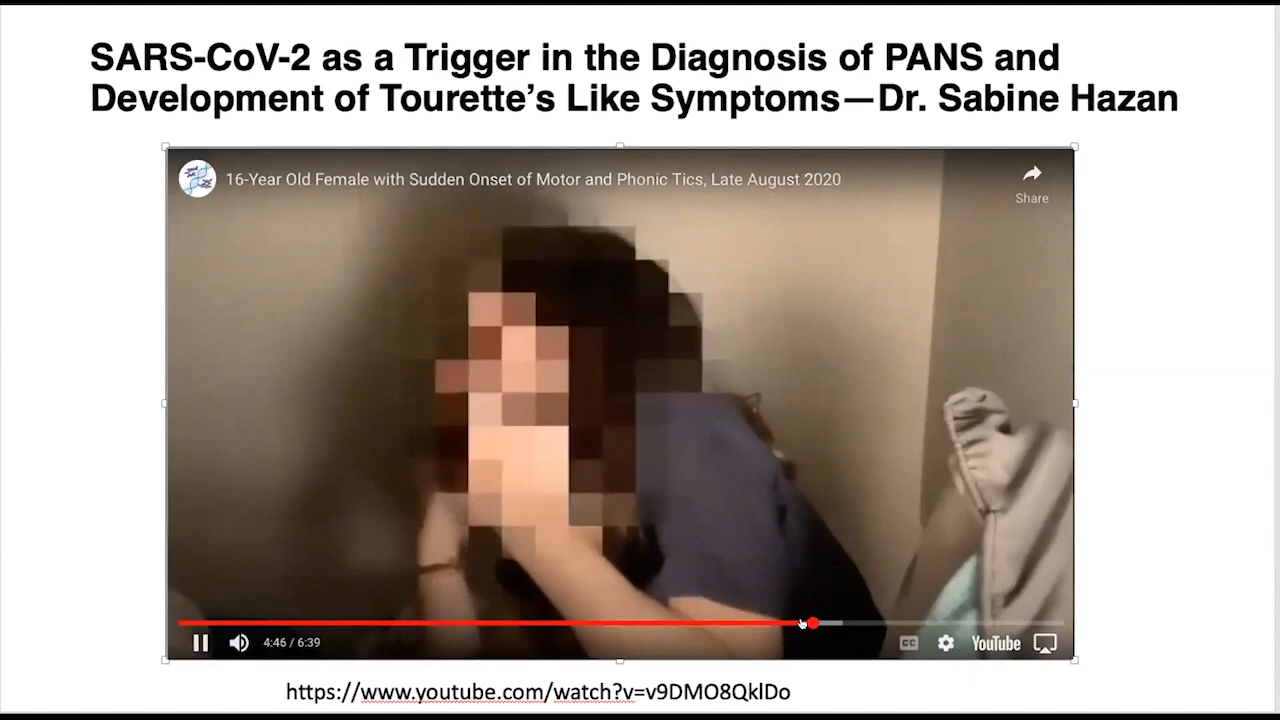 SARS-CoV-2 as a Trigger in the Diagnosis of PANS and
Development of Tourette's Like Symptoms—Dr. Sabine Hazan
16-Year Old Female with Sudden Onset of Motor and Phonic Tics, Late August 2020
Share
4:46 / 6:39
CC
YouTube
https://www.youtube.com/watch?v=v9DMO8QklDo